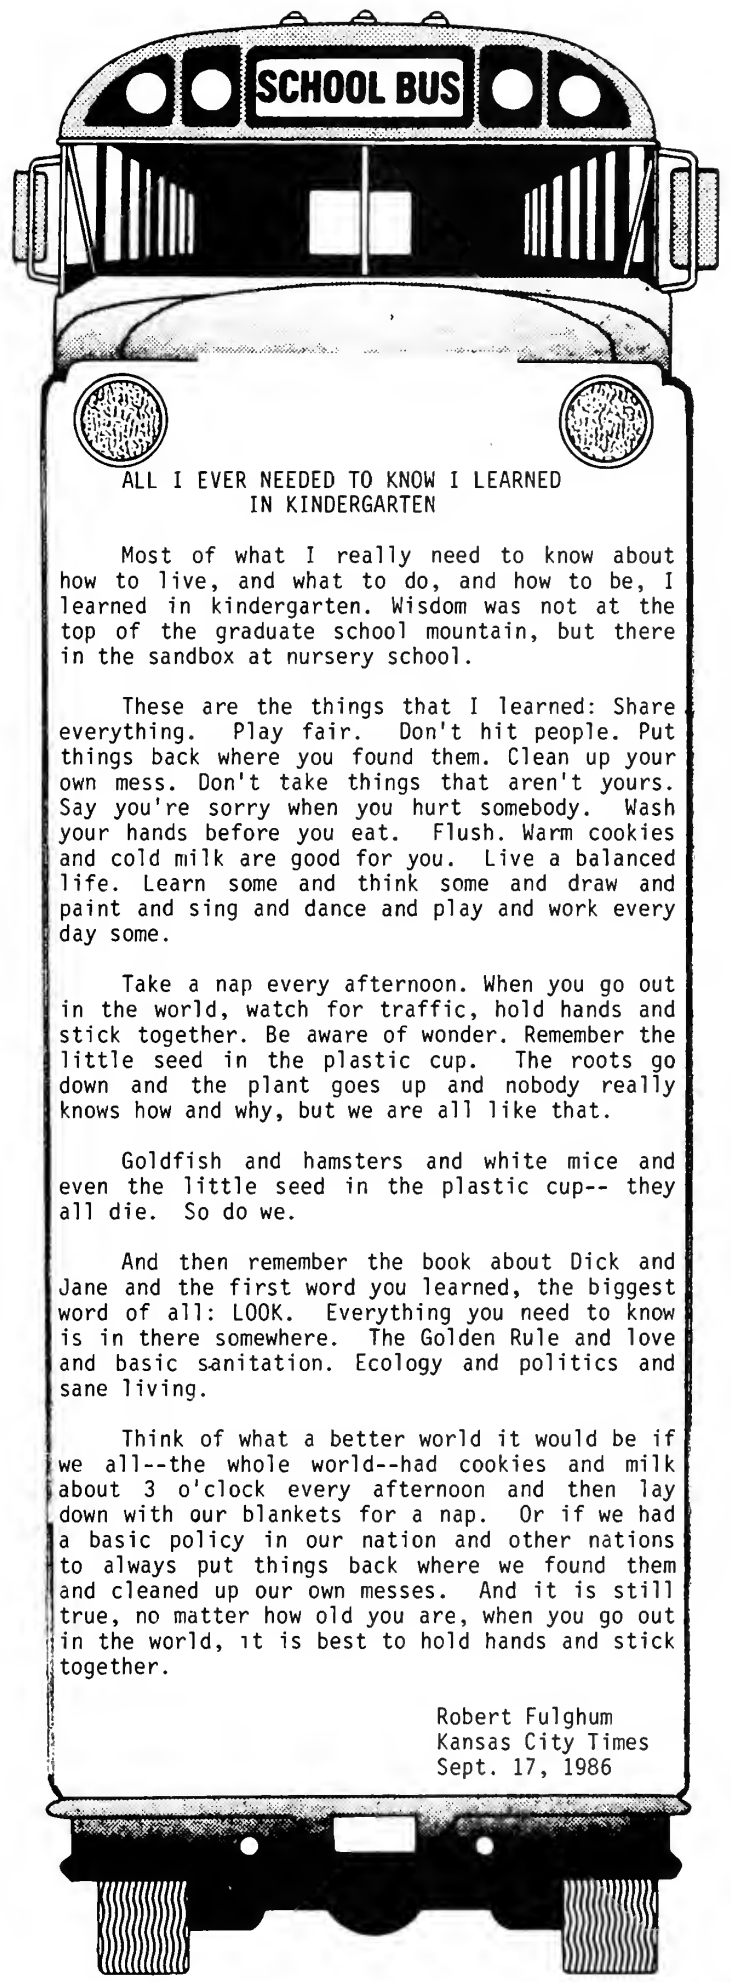 SCHOOL BUS
ALL I EVER NEEDED TO KNOW I LEARNED
IN KINDERGARTEN
Most of what I really need to know about
how to live, and what to do, and how to be, I
learned in kindergarten. Wisdom was not at the
top of the graduate school mountain, but there
in the sandbox at nursery school.
These are the things that I learned: Share
everything. Play fair. Don't hit people. Put
things back where you found them. Clean up your
own mess. Don't take things that aren't yours.
Say you're sorry when you hurt somebody. Wash
your hands before you eat. Flush. Warm cookies
and cold milk are good for you. Live a balanced
life. Learn some and think some and draw and
paint and sing and dance and play and work every
day some.
Take a nap every afternoon. When you go out
in the world, watch for traffic, hold hands and
stick together. Be aware of wonder. Remember the
little seed in the plastic cup. The roots go
down and the plant goes up and nobody really
knows how and why, but we are all like that.
Goldfish and hamsters and white mice and
even the little seed in the plastic cup-- they
all die. So do we.
And then remember the book about Dick and
Jane and the first word you learned, the biggest
word of all: LOOK. Everything you need to know
is in there somewhere. The Golden Rule and love
and basic sanitation. Ecology and politics and
sane living.
Think of what a better world it would be if
we all--the whole world--had cookies and milk
about 3 o'clock every afternoon and then lay
down with our blankets for a nap. Or if we had
a basic policy in our nation and other nations
to always put things back where we found them
and cleaned up our own messes. And it is still
true, no matter how old you are, when you go out
in the world, it is best to hold hands and stick
together.
Robert Fulghum
Kansas City Times
Sept. 17, 1986